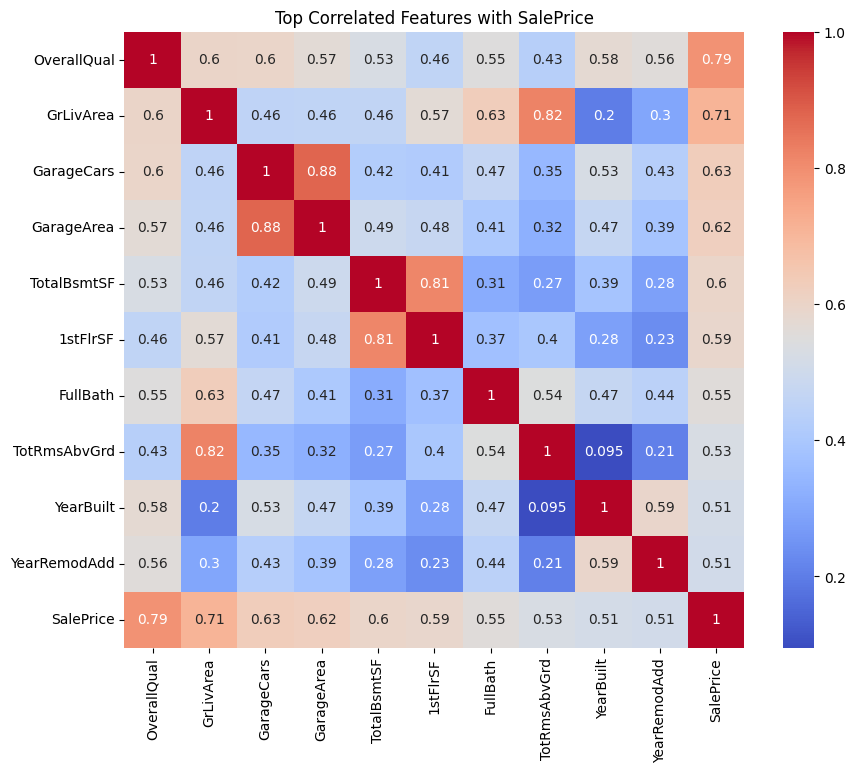 Top Correlated Features with SalePrice
OverallQual 1 0.6 0.6 0.57 0.53 0.46 0.55 0.43 0.58 0.56 0.79
GrLivArea 0.6 1 0.46 0.46 0.46 0.57 0.63 0.82 0.2 0.3 0.71
GarageCars 0.6 0.46 1 0.88 0.42 0.41 0.47 0.35 0.53 0.43 0.63
GarageArea 0.57 0.46 0.88 1 0.49 0.48 0.41 0.32 0.47 0.39 0.62
TotalBsmtSF 0.53 0.46 0.42 0.49 1 0.81 0.31 0.27 0.39 0.28 0.6
1stFlrSF 0.46 0.57 0.41 0.48 0.81 1 0.37 0.4 0.28 0.23 0.59
FullBath 0.55 0.63 0.47 0.41 0.31 0.37 1 0.54 0.47 0.44 0.55
TotRmsAbvGrd 0.43 0.82 0.35 0.32 0.27 0.4 0.54 1 0.095 0.21 0.53
YearBuilt 0.58 0.2 0.53 0.47 0.39 0.28 0.47 0.095 1 0.59 0.51
YearRemodAdd 0.56 0.3 0.43 0.39 0.28 0.23 0.44 0.21 0.59 1 0.51
SalePrice 0.79 0.71 0.63 0.62 0.6 0.59 0.55 0.53 0.51 0.51 1
OverallQual GrLivArea GarageCars GarageArea TotalBsmtSF 1stFlrSF FullBath TotRmsAbvGrd YearBuilt YearRemodAdd SalePrice
1.0
0.8
0.6
0.4
0.2